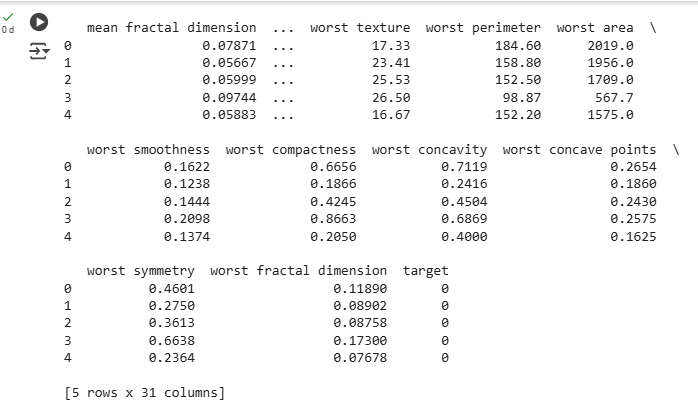 0 d
mean fractal dimension ... worst texture worst perimeter worst area \
0 0.07871 ... 17.33 184.60 2019.0
1 0.05667 ... 23.41 158.80 1956.0
2 0.05999 ... 25.53 152.50 1709.0
3 0.09744 ... 26.50 98.87 567.7
4 0.05883 ... 16.67 152.20 1575.0
worst smoothness worst compactness worst concavity worst concave points \
0 0.1622 0.6656 0.7119 0.2654
1 0.1238 0.1866 0.2416 0.1860
2 0.1444 0.4245 0.4504 0.2430
3 0.2098 0.8663 0.6869 0.2575
4 0.1374 0.2050 0.4000 0.1625
worst symmetry worst fractal dimension target
0 0.4601 0.11890 0
1 0.2750 0.08902 0
2 0.3613 0.08758 0
3 0.6638 0.17300 0
4 0.2364 0.07678 0
[5 rows x 31 columns]